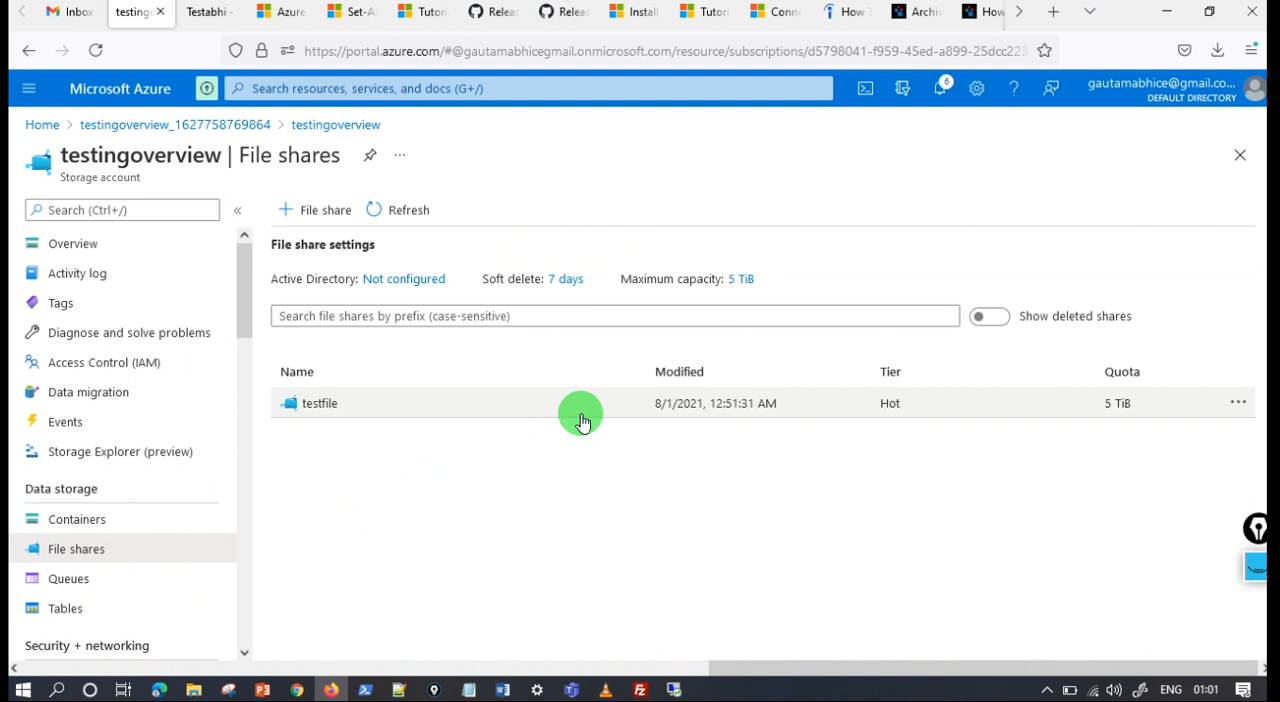 Inbox
testing
Testabhi -
Azure
Set-A
Tutori
Relea
Relea
Install
Tutori
Conn
How T
Archi
How
https://portal.azure.com/#@gautamabhicegmail.onmicrosoft.com/resource/subscriptions/d5798041-f959-45ed-a899-25dcc223
Microsoft Azure
Search resources, services, and docs (G+/)
6
gautamabhice@gmail.co...
DEFAULT DIRECTORY
Home > testingoverview_1627758769864 > testingoverview
testingoverview | File shares
Storage account
Search (Ctrl+/)
Overview
Activity log
Tags
Diagnose and solve problems
Access Control (IAM)
Data migration
Events
Storage Explorer (preview)
Data storage
Containers
File shares
Queues
Tables
Security + networking
File share
Refresh
File share settings
Active Directory: Not configured
Soft delete: 7 days
Maximum capacity: 5 TiB
Search file shares by prefix (case-sensitive)
Show deleted shares
Name Modified Tier Quota
testfile 8/1/2021, 12:51:31 AM Hot 5 TiB
ENG 01:01